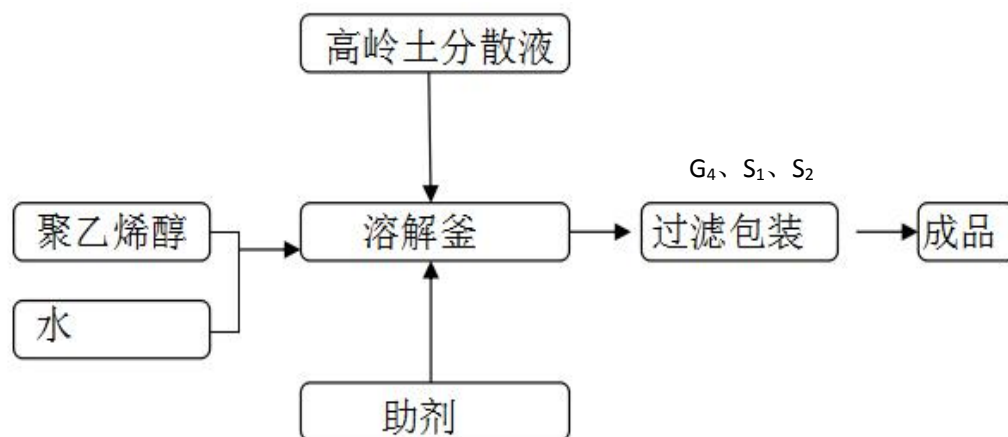 高岭土分散液
G₄、S₁、S₂
聚乙烯醇
溶解釜
过滤包装
成品
水
助剂